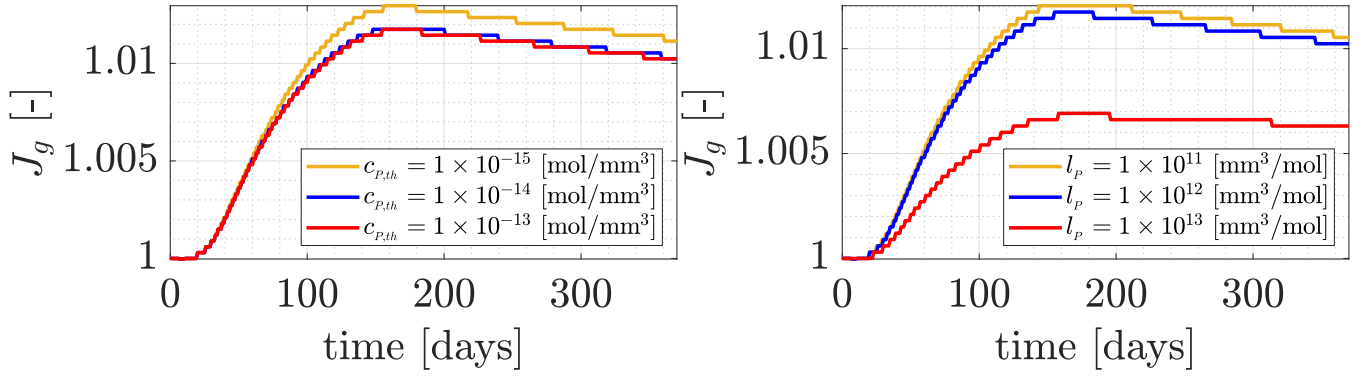 J_g [-]
1.01
1.005
1
c_{P,th} = 1 × 10^{-15} [mol/mm^3]
c_{P,th} = 1 × 10^{-14} [mol/mm^3]
c_{P,th} = 1 × 10^{-13} [mol/mm^3]
0 100 200 300
time [days]
J_g [-]
1.01
1.005
1
l_P = 1 × 10^{11} [mm^3/mol]
l_P = 1 × 10^{12} [mm^3/mol]
l_P = 1 × 10^{13} [mm^3/mol]
0 100 200 300
time [days]